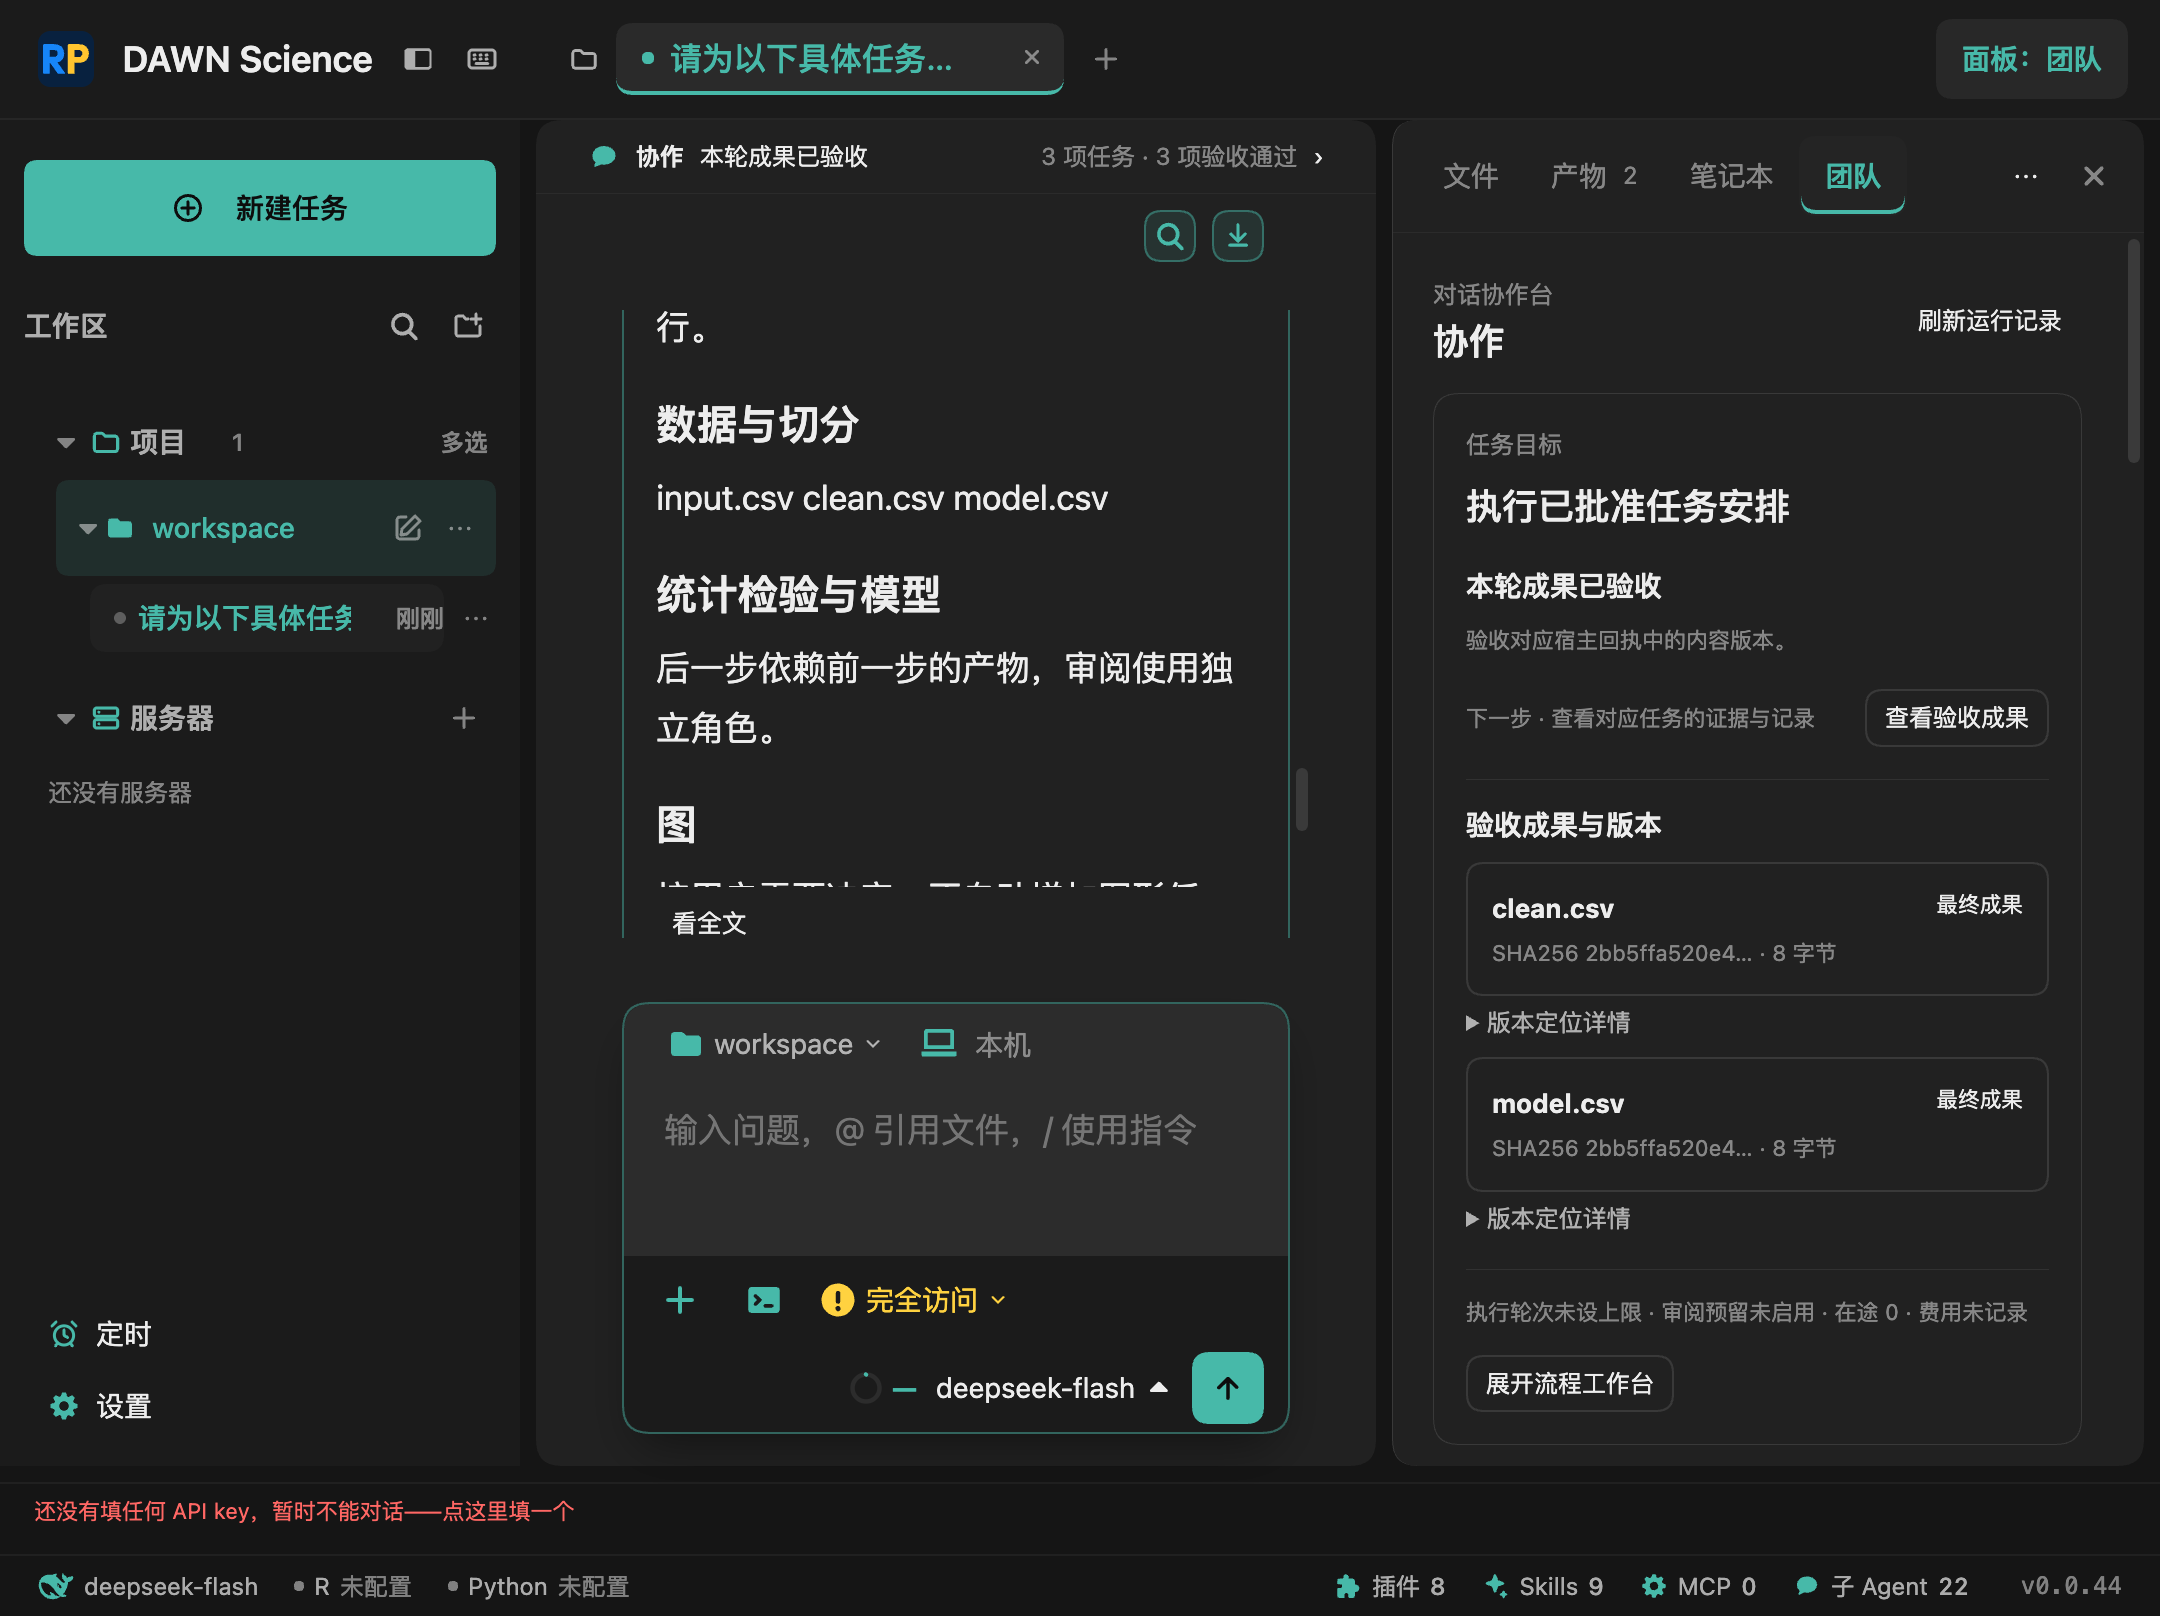 RP DAWN Science
请为以下具体任务...
面板：团队
新建任务
工作区
项目 1 多选
workspace
请为以下具体任务 刚刚
服务器
还没有服务器
定时
设置
协作 本轮成果已验收 3 项任务 · 3 项验收通过
行。
数据与切分
input.csv clean.csv model.csv
统计检验与模型
后一步依赖前一步的产物，审阅使用独
立角色。
图
看全文
workspace 本机
输入问题，@ 引用文件，/ 使用指令
完全访问
deepseek-flash
文件 产物 2 笔记本 团队
对话协作台
协作
刷新运行记录
任务目标
执行已批准任务安排
本轮成果已验收
验收对应宿主回执中的内容版本。
下一步 · 查看对应任务的证据与记录
查看验收成果
验收成果与版本
clean.csv 最终成果
SHA256 2bb5ffa520e4... · 8 字节
版本定位详情
model.csv 最终成果
SHA256 2bb5ffa520e4... · 8 字节
版本定位详情
执行轮次未设上限 · 审阅预留未启用 · 在途 0 · 费用未记录
展开流程工作台
还没有填任何 API key，暂时不能对话——点这里填一个
deepseek-flash R 未配置 Python 未配置
插件 8 Skills 9 MCP 0 子 Agent 22 v0.0.44